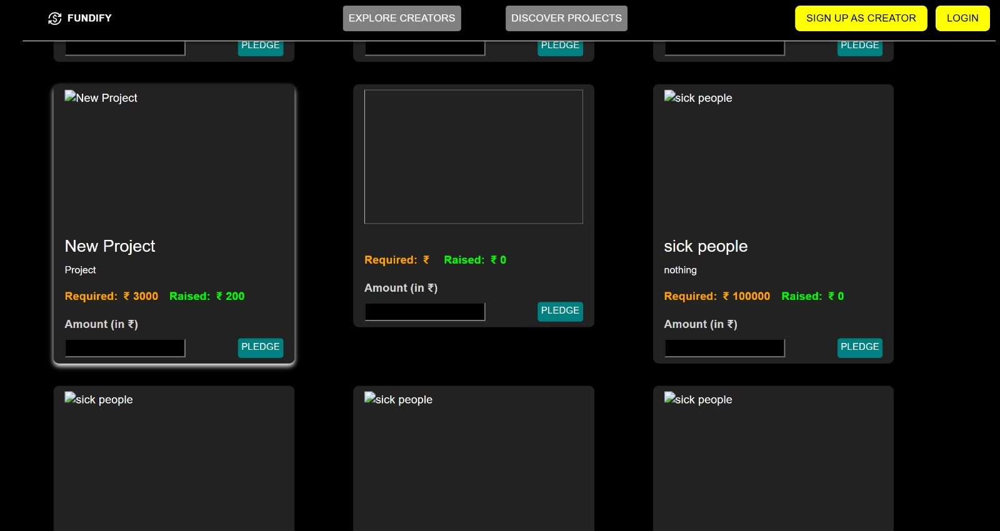 FUNDIFY EXPLORE CREATORS DISCOVER PROJECTS SIGN UP AS CREATOR LOGIN
PLEDGE PLEDGE PLEDGE
New Project sick people
New Project
Project
Required: ₹ 3000 Raised: ₹ 200
Amount (in ₹)
PLEDGE
Required: ₹ Raised: ₹ 0
Amount (in ₹)
PLEDGE
sick people
nothing
Required: ₹ 100000 Raised: ₹ 0
Amount (in ₹)
PLEDGE
sick people sick people sick people